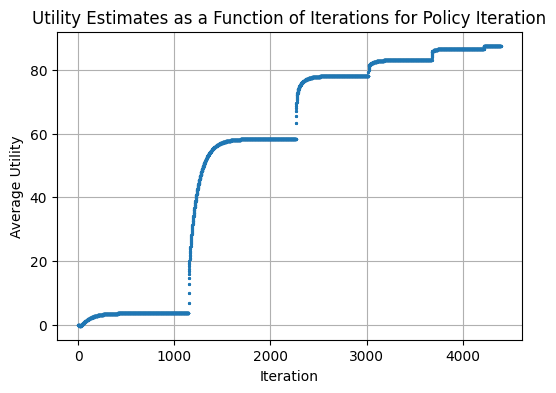 Utility Estimates as a Function of Iterations for Policy Iteration
80
60
40
20
0
Average Utility
0 1000 2000 3000 4000
Iteration